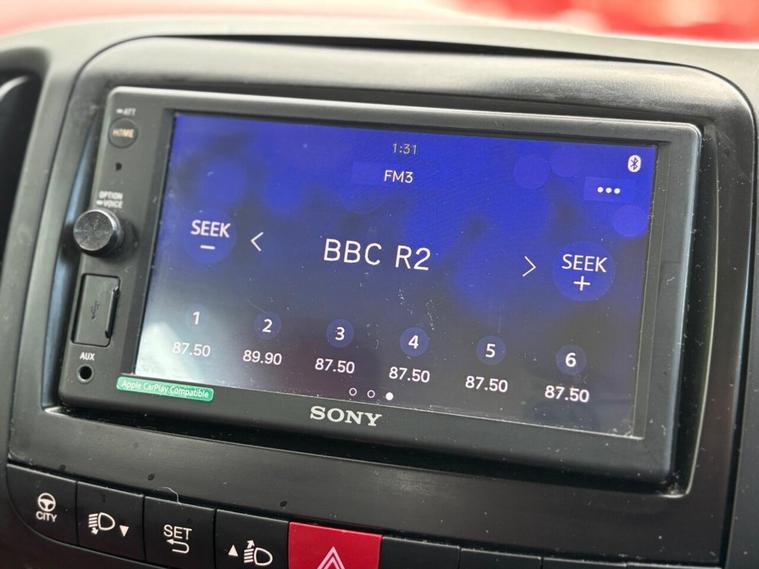 ATT
HOME
1:31
FM3
•••
OPTION
VOICE
SEEK
−
<
BBC R2
>
SEEK
+
1
2
3
4
5
6
87.50
89.90
87.50
87.50
87.50
87.50
AUX
Apple CarPlay Compatible
SONY
CITY
SET